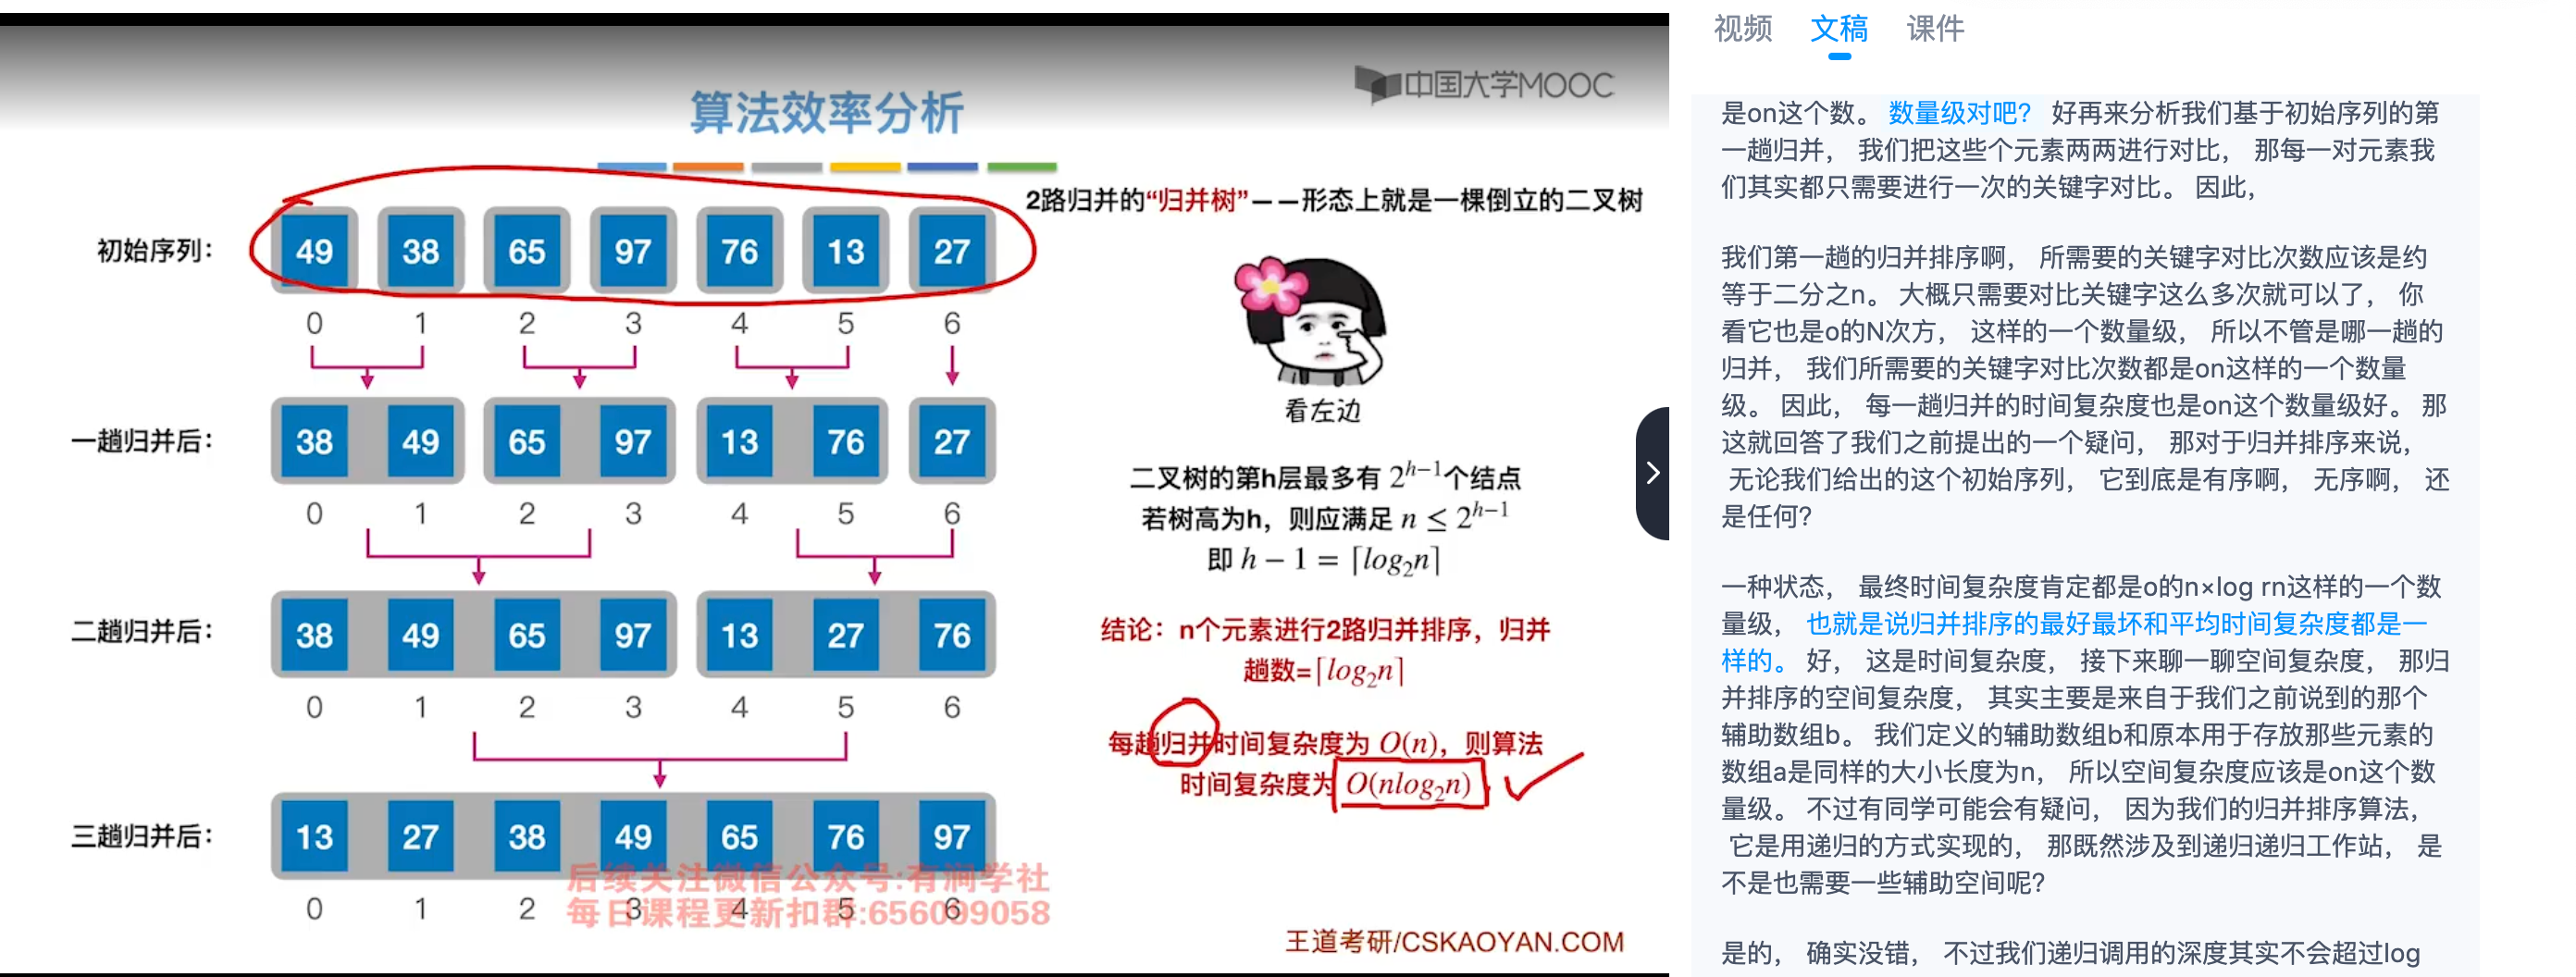 中国大学MOOC
算法效率分析
2路归并的“归并树”——形态上就是一棵倒立的二叉树
初始序列：
49 38 65 97 76 13 27
0 1 2 3 4 5 6
一趟归并后：
38 49 65 97 13 76 27
0 1 2 3 4 5 6
二趟归并后：
38 49 65 97 13 27 76
0 1 2 3 4 5 6
三趟归并后：
13 27 38 49 65 76 97
0 1 2 3 4 5 6
看左边
二叉树的第h层最多有 2^{h−1}个结点
若树高为h，则应满足 n ≤ 2^{h−1}
即 h − 1 = ⌈log₂n⌉
结论：n个元素进行2路归并排序，归并
趟数=⌈log₂n⌉
每趟归并时间复杂度为 O(n)，则算法
时间复杂度为 O(nlog₂n)
后续关注微信公众号:有涧学社
每日课程更新扣群:656009058
王道考研/CSKAOYAN.COM
视频 文稿 课件
是on这个数。 数量级对吧？ 好再来分析我们基于初始序列的第
一趟归并， 我们把这些个元素两两进行对比， 那每一对元素我
们其实都只需要进行一次的关键字对比。 因此，
我们第一趟的归并排序啊， 所需要的关键字对比次数应该是约
等于二分之n。 大概只需要对比关键字这么多次就可以了， 你
看它也是o的N次方， 这样的一个数量级， 所以不管是哪一趟的
归并， 我们所需要的关键字对比次数都是on这样的一个数量
级。 因此， 每一趟归并的时间复杂度也是on这个数量级好。 那
这就回答了我们之前提出的一个疑问， 那对于归并排序来说，
无论我们给出的这个初始序列， 它到底是有序啊， 无序啊， 还
是任何？
一种状态， 最终时间复杂度肯定都是o的n×log rn这样的一个数
量级， 也就是说归并排序的最好最坏和平均时间复杂度都是一
样的。 好， 这是时间复杂度， 接下来聊一聊空间复杂度， 那归
并排序的空间复杂度， 其实主要是来自于我们之前说到的那个
辅助数组b。 我们定义的辅助数组b和原本用于存放那些元素的
数组a是同样的大小长度为n， 所以空间复杂度应该是on这个数
量级。 不过有同学可能会有疑问， 因为我们的归并排序算法，
它是用递归的方式实现的， 那既然涉及到递归递归工作站， 是
不是也需要一些辅助空间呢？
是的， 确实没错， 不过我们递归调用的深度其实不会超过log